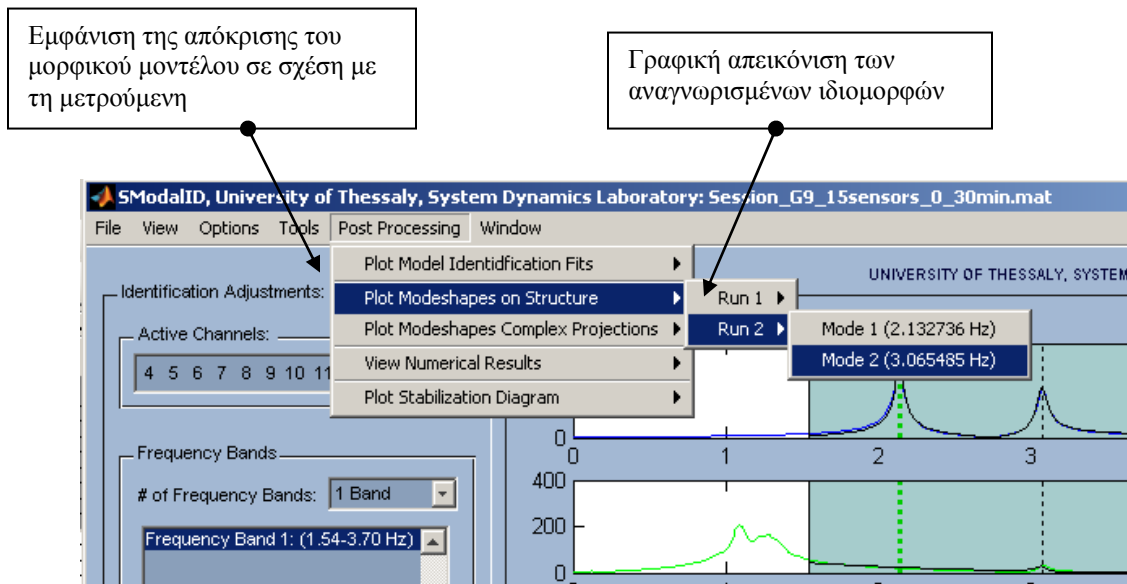 Εμφάνιση της απόκρισης του
μορφικού μοντέλου σε σχέση με
τη μετρούμενη
Γραφική απεικόνιση των
αναγνωρισμένων ιδιομορφών
SModalID, University of Thessaly, System Dynamics Laboratory: Session_G9_15sensors_0_30min.mat
File View Options Tools Post Processing Window
Plot Model Identidfication Fits
UNIVERSITY OF THESSALY, SYSTEM
Identification Adjustments:
Plot Modeshapes on Structure
Run 1
Active Channels:
Plot Modeshapes Complex Projections
Run 2
Mode 1 (2.132736 Hz)
4 5 6 7 8 9 10 11
View Numerical Results
Mode 2 (3.065485 Hz)
Plot Stabilization Diagram
0
Frequency Bands
0 1 2 3
# of Frequency Bands: 1 Band
400
200
Frequency Band 1: (1.54-3.70 Hz)
0